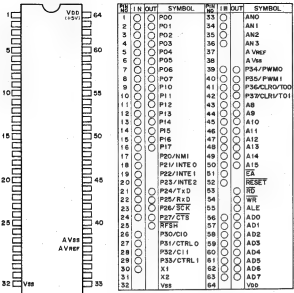 VDD
(+5V)
1
64
5
60
10
55
15
50
20
45
25
40
AVSS
AVREF
32
VSS
33
PIN NO IN OUT PIN NO IN OUT
1 P00 33 AN0
2 P01 34 AN1
3 P02 35 AN2
4 P03 36 AN3
5 P04 37 AVREF
6 P05 38 AVSS
7 P06 39 P34/PWM0
8 P07 40 P35/PWM1
9 P10 41 P36/CLR0/TO0
10 P11 42 P37/CLR1/TO1
11 P12 43 A8
12 P13 44 A9
13 P14 45 A10
14 P15 46 A11
15 P16 47 A12
16 P17 48 A13
17 P20/NMI 49 A14
18 P21/INTE0 50 A15
19 P22/INTE1 51 EA
20 P23/INTE2 52 RESET
21 P24/TxD 53 RD
22 P25/RxD 54 WR
23 P26/SCK 55 ALE
24 P27/CTS 56 AD0
25 RFSH 57 AD1
26 P30/CI0 58 AD2
27 P31/CTRL0 59 AD3
28 P32/CI1 60 AD4
29 P33/CTRL1 61 AD5
30 X1 62 AD6
31 X2 63 AD7
32 VSS 64 VDD